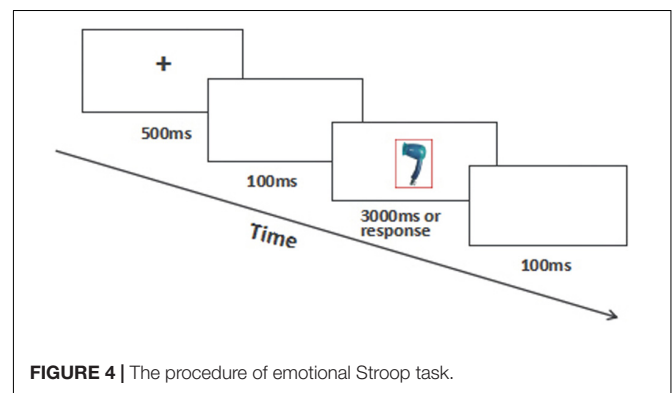 +
500ms
100ms
3000ms or
response
100ms
Time
FIGURE 4 | The procedure of emotional Stroop task.